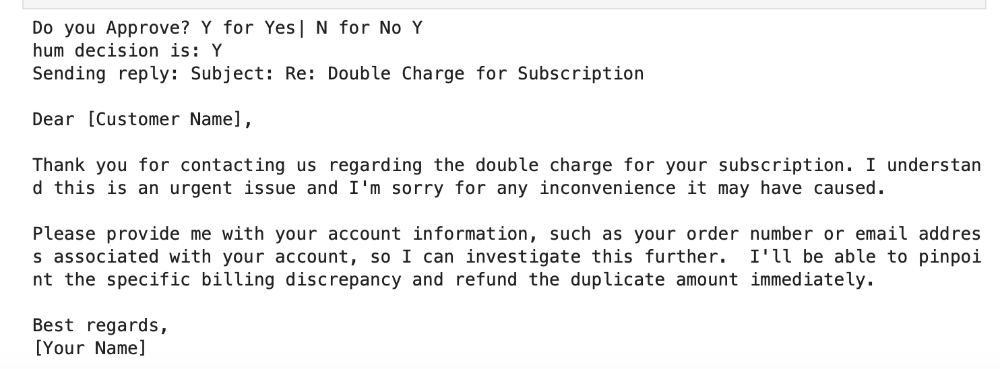 Do you Approve? Y for Yes| N for No Y
hum decision is: Y
Sending reply: Subject: Re: Double Charge for Subscription
Dear [Customer Name],
Thank you for contacting us regarding the double charge for your subscription. I understan
d this is an urgent issue and I'm sorry for any inconvenience it may have caused.
Please provide me with your account information, such as your order number or email addres
s associated with your account, so I can investigate this further.  I'll be able to pinpoi
nt the specific billing discrepancy and refund the duplicate amount immediately.
Best regards,
[Your Name]